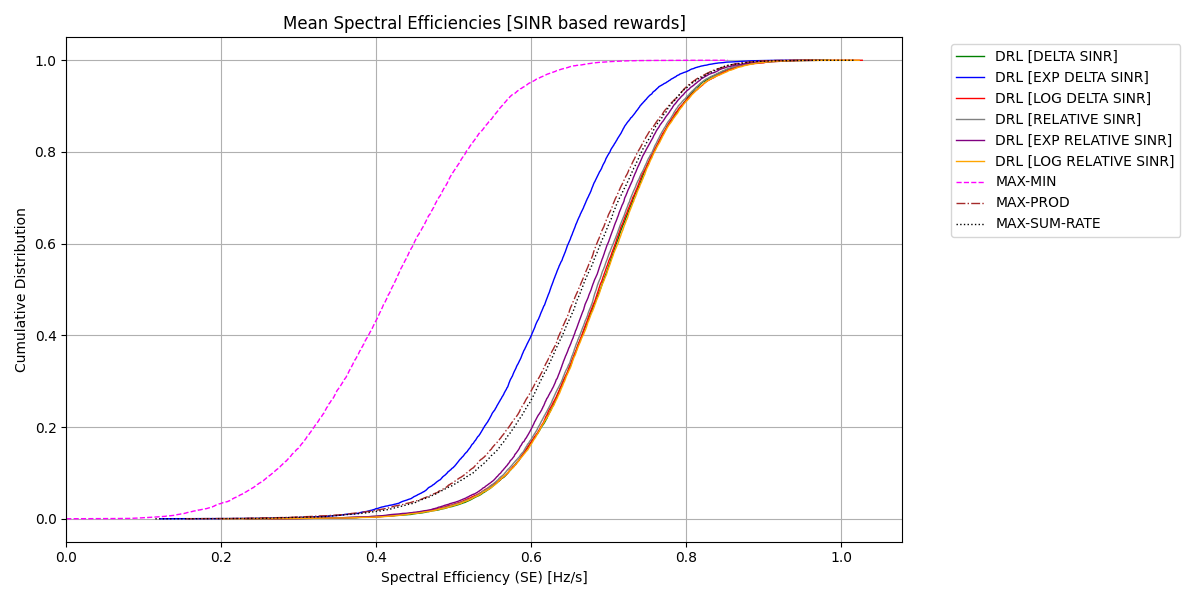 Mean Spectral Efficiencies [SINR based rewards]
1.0
0.8
0.6
0.4
0.2
0.0
Cumulative Distribution
0.0 0.2 0.4 0.6 0.8 1.0
Spectral Efficiency (SE) [Hz/s]
DRL [DELTA SINR]
DRL [EXP DELTA SINR]
DRL [LOG DELTA SINR]
DRL [RELATIVE SINR]
DRL [EXP RELATIVE SINR]
DRL [LOG RELATIVE SINR]
MAX-MIN
MAX-PROD
MAX-SUM-RATE